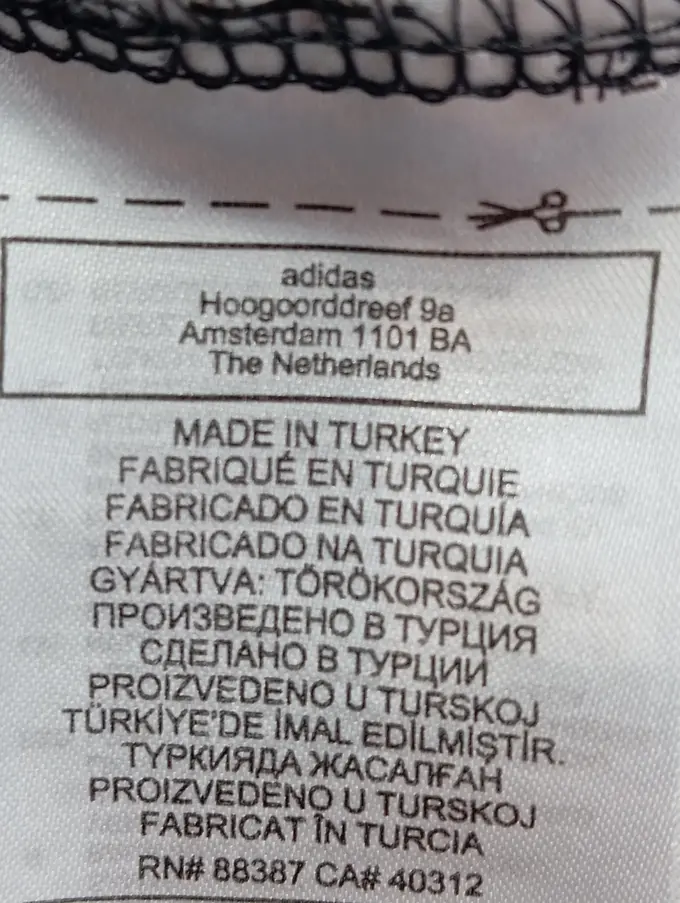 adidas
Hoogoorddreef 9a
Amsterdam 1101 BA
The Netherlands
MADE IN TURKEY
FABRIQUÉ EN TURQUIE
FABRICADO EN TURQUÍA
FABRICADO NA TURQUIA
GYÁRTVA: TÖRÖKORSZÁG
ПРОИЗВЕДЕНО В ТУРЦИЯ
СДЕЛАНО В ТУРЦИИ
PROIZVEDENO U TURSKOJ
TÜRKİYE'DE İMAL EDİLMİŞTİR.
ТҮРКИЯДА ЖАСАЛҒАН
PROIZVEDENO U TURSKOJ
FABRICAT ÎN TURCIA
RN# 88387 CA# 40312